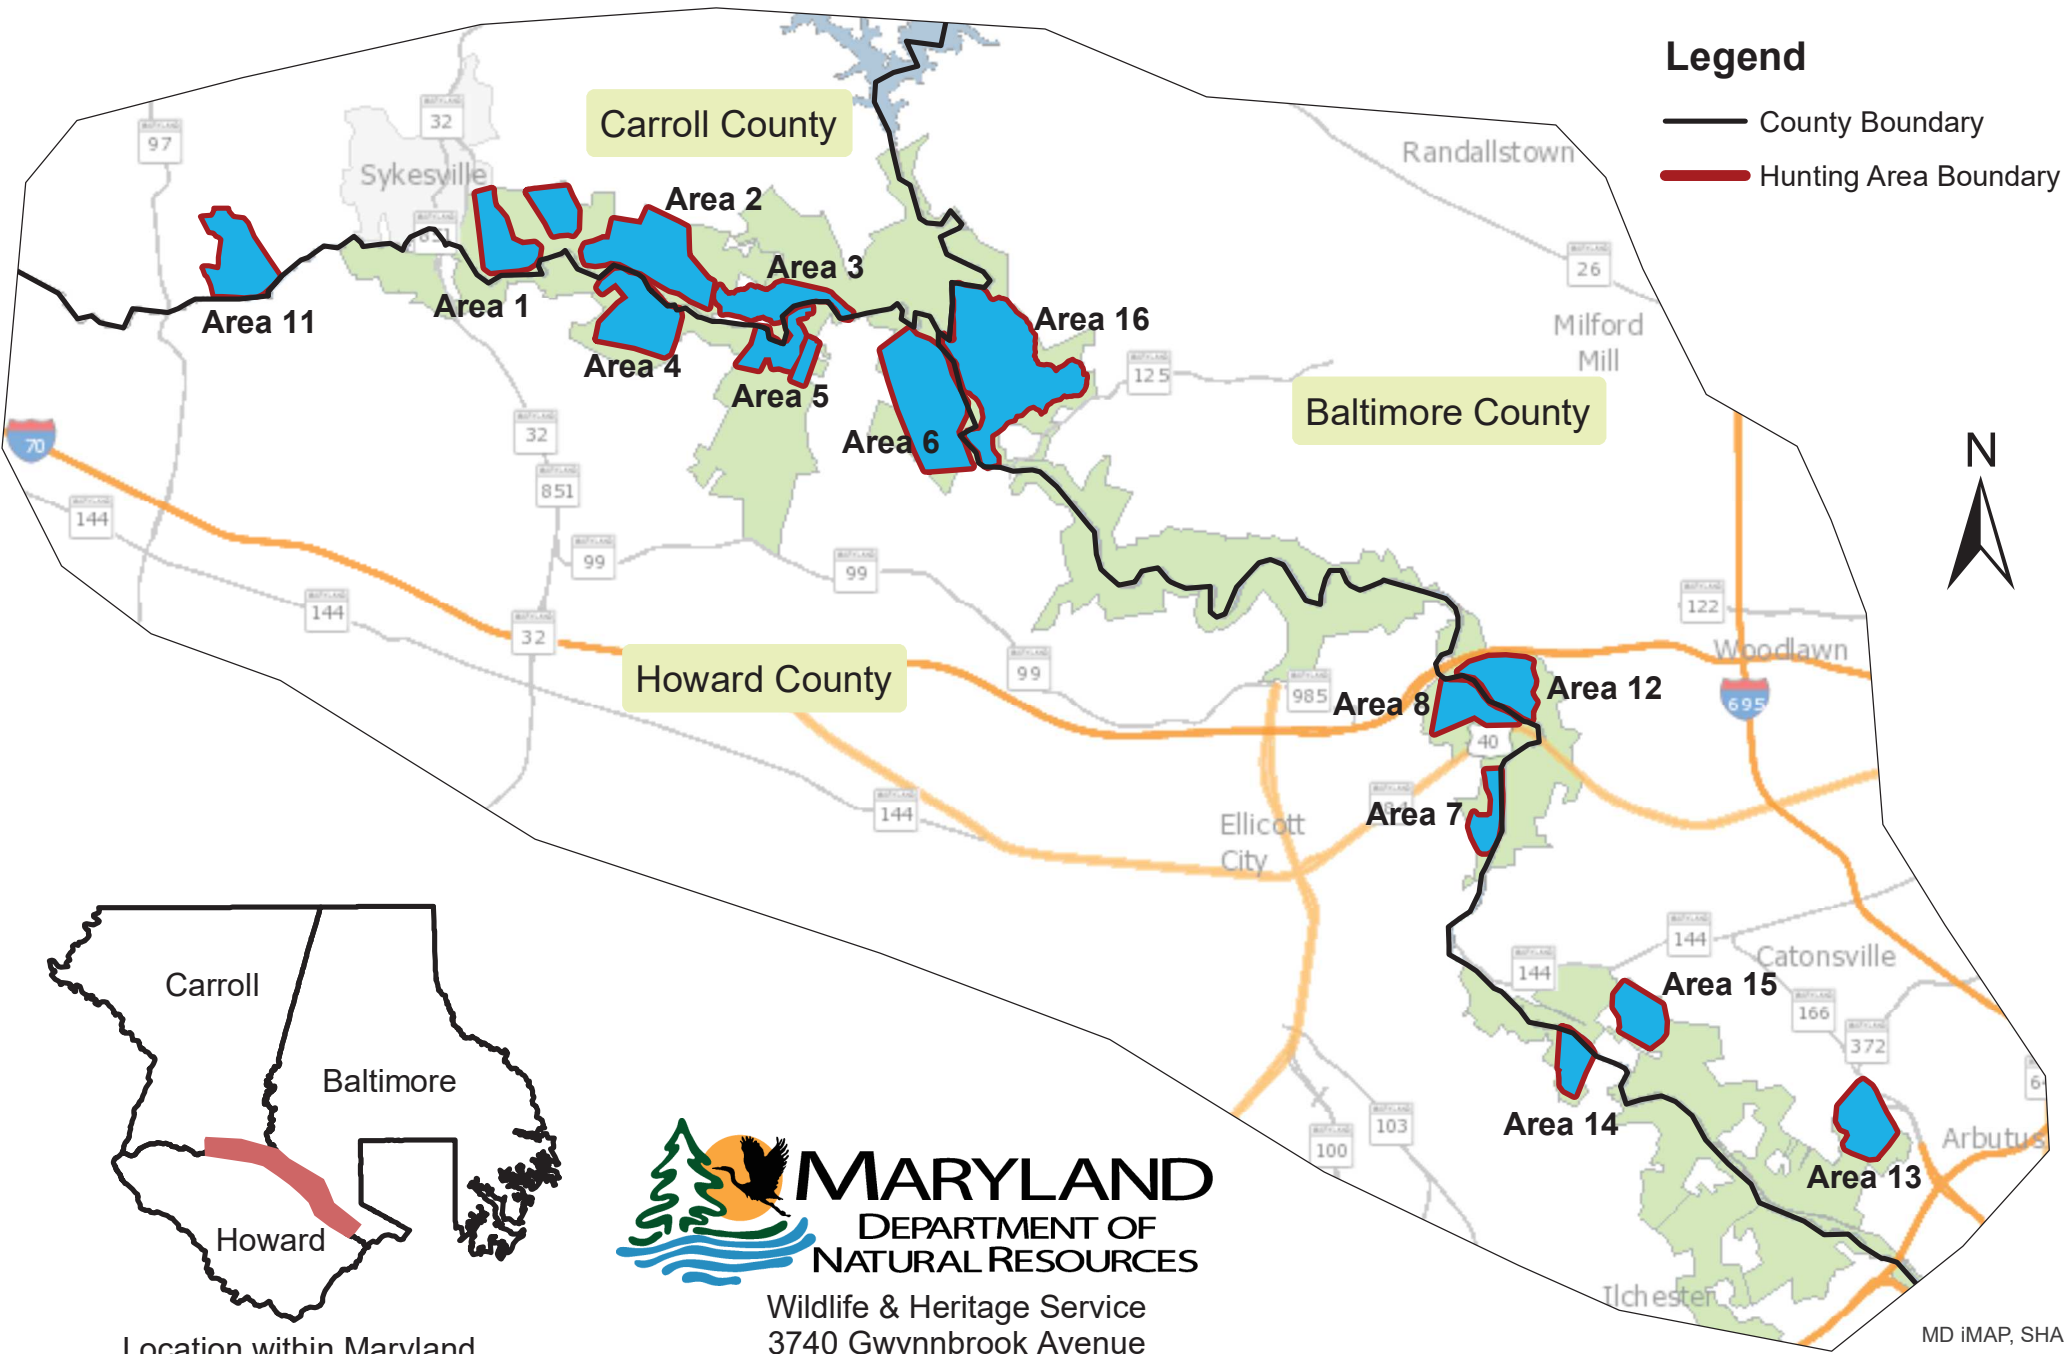 Legend
County Boundary
Hunting Area Boundary
Carroll County
Baltimore County
Howard County
Randallstown
Sykesville
Milford
Mill
Woodlawn
Ellicott
City
Catonsville
Arbutus
Ilchester
Area 11
Area 1
Area 2
Area 3
Area 4
Area 5
Area 6
Area 16
Area 8
Area 12
Area 7
Area 15
Area 14
Area 13
97
32
26
125
70
32
851
144
99
99
144
32
99
985
122
695
40
144
144
144
166
372
103
100
N
Carroll
Baltimore
Howard
Location within Maryland
MARYLAND
DEPARTMENT OF
NATURAL RESOURCES
Wildlife & Heritage Service
3740 Gwynnbrook Avenue
MD iMAP, SHA